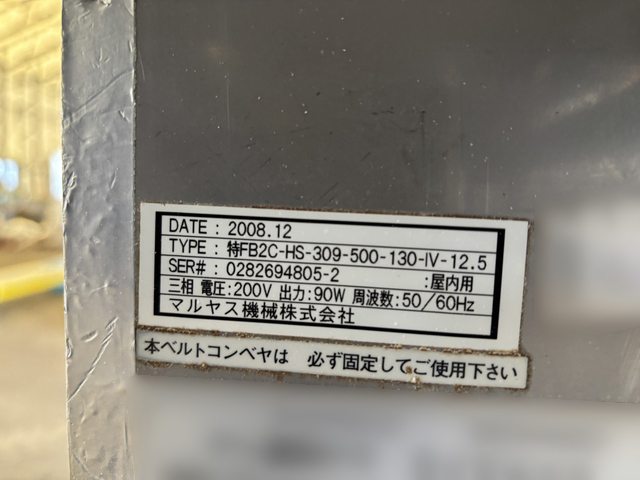 DATE : 2008.12
TYPE : 特FB2C-HS-309-500-130-IV-12.5
SER# : 0282694805-2 :屋内用
三相 電圧:200V 出力:90W 周波数:50/60Hz
マルヤス機械株式会社
本ベルトコンベヤは 必ず固定してご使用下さい